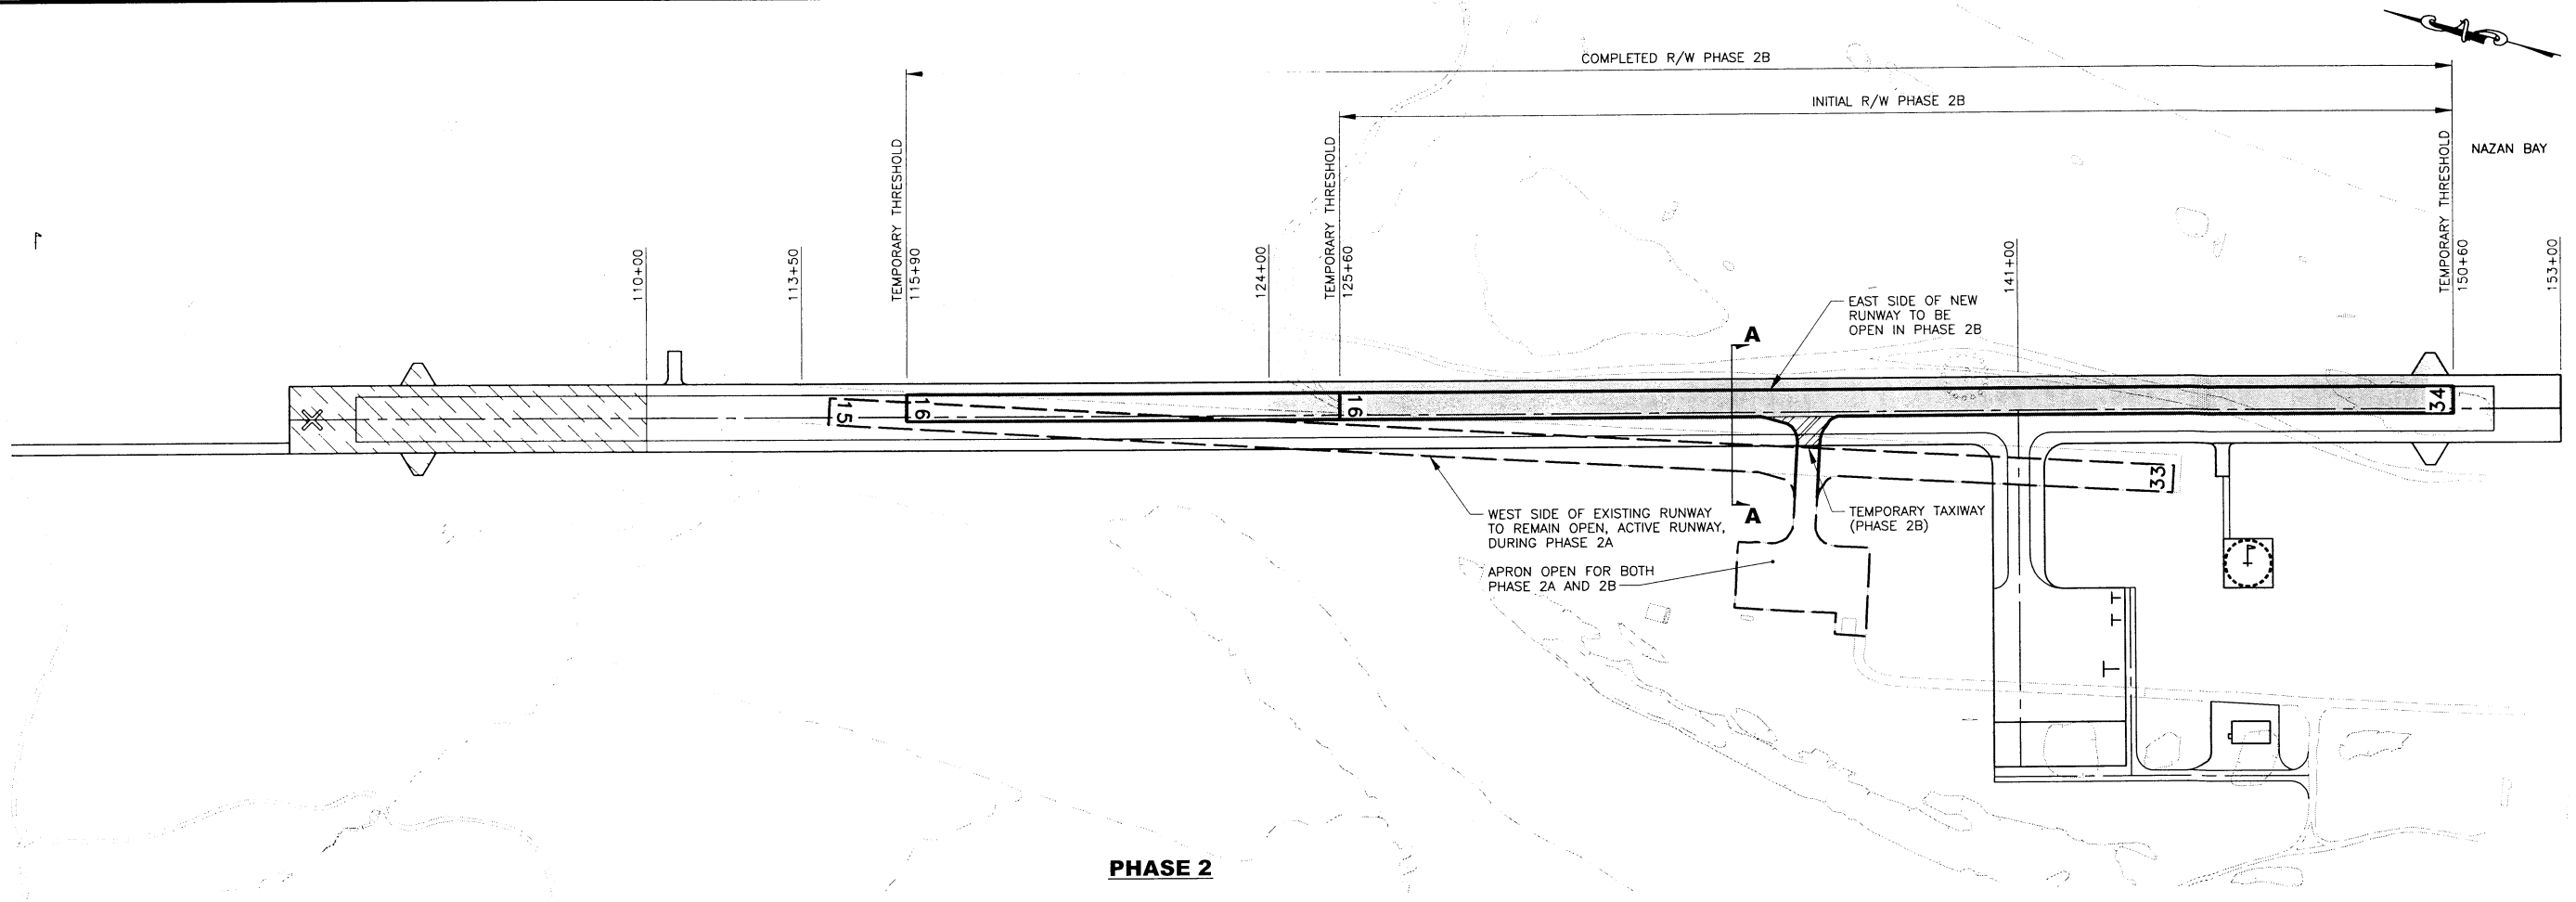 COMPLETED R/W PHASE 2B
INITIAL R/W PHASE 2B
NAZAN BAY
110+00
113+50
TEMPORARY THRESHOLD
115+90
124+00
TEMPORARY THRESHOLD
125+60
141+00
TEMPORARY THRESHOLD
150+60
153+00
EAST SIDE OF NEW
RUNWAY TO BE
OPEN IN PHASE 2B
A
15
16
16
34
33
A
WEST SIDE OF EXISTING RUNWAY
TO REMAIN OPEN, ACTIVE RUNWAY,
DURING PHASE 2A
TEMPORARY TAXIWAY
(PHASE 2B)
APRON OPEN FOR BOTH
PHASE 2A AND 2B
PHASE 2